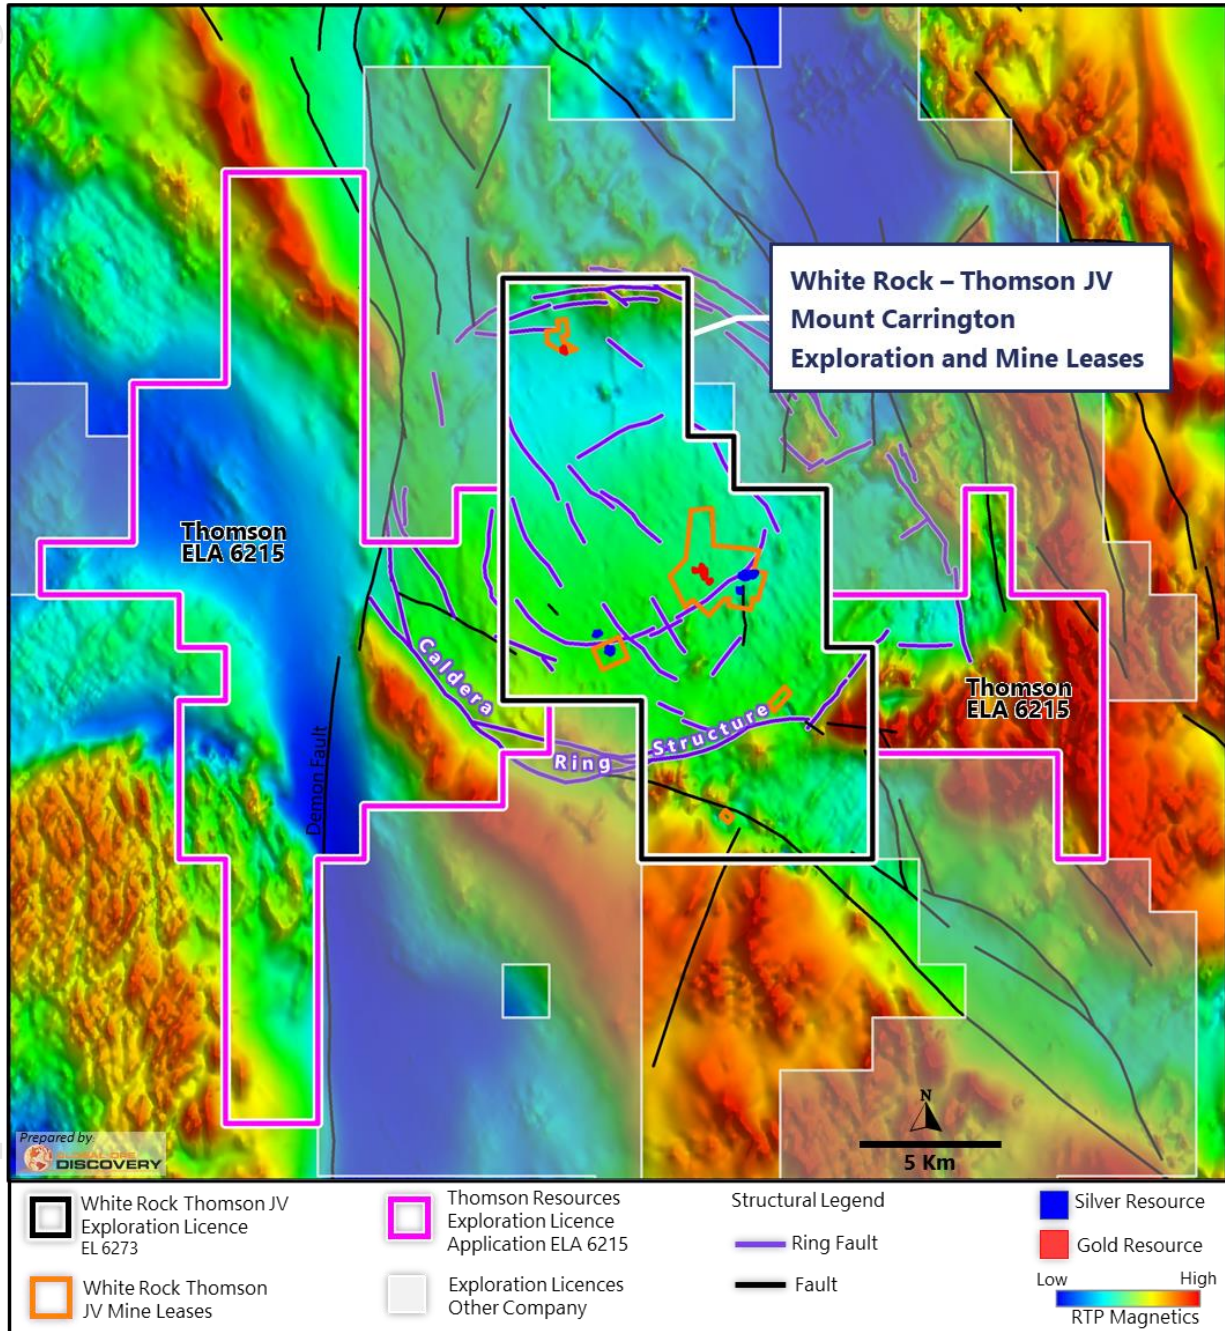 White Rock – Thomson JV
Mount Carrington
Exploration and Mine Leases
Thomson
ELA 6215
Caldera
Ring
Structure
Thomson
ELA 6215
Demon Fault
N
5 Km
Prepared by
GLOBAL ORE
DISCOVERY
White Rock Thomson JV
Exploration Licence
EL 6273
White Rock Thomson
JV Mine Leases
Thomson Resources
Exploration Licence
Application ELA 6215
Exploration Licences
Other Company
Structural Legend
Ring Fault
Fault
Silver Resource
Gold Resource
Low High
RTP Magnetics